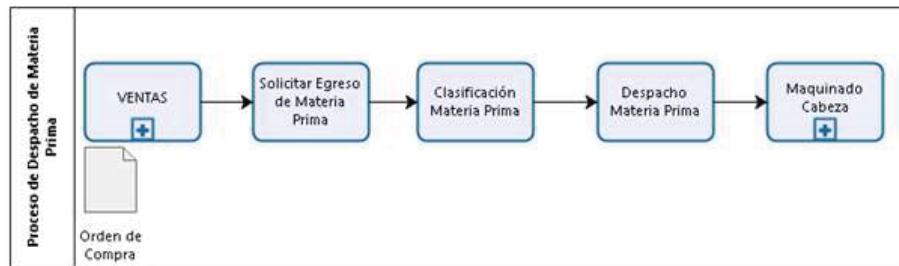 Proceso de Despacho de Materia
Prima
VENTAS
Solicitar Egreso
de Materia
Prima
Clasificación
Materia Prima
Despacho
Materia Prima
Maquinado
Cabeza
Orden de
Compra